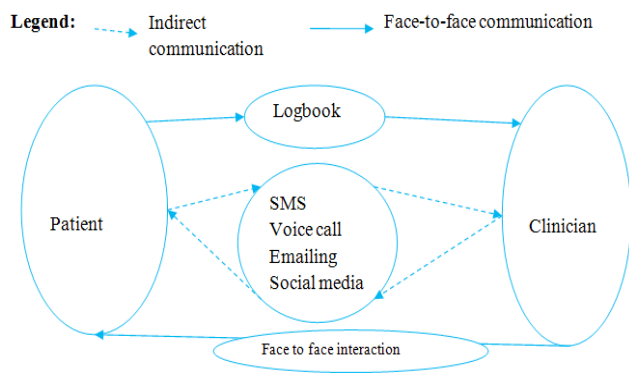 Legend:
Indirect
communication
Face-to-face communication
Logbook
Patient
SMS
Voice call
Emailing
Social media
Clinician
Face to face interaction